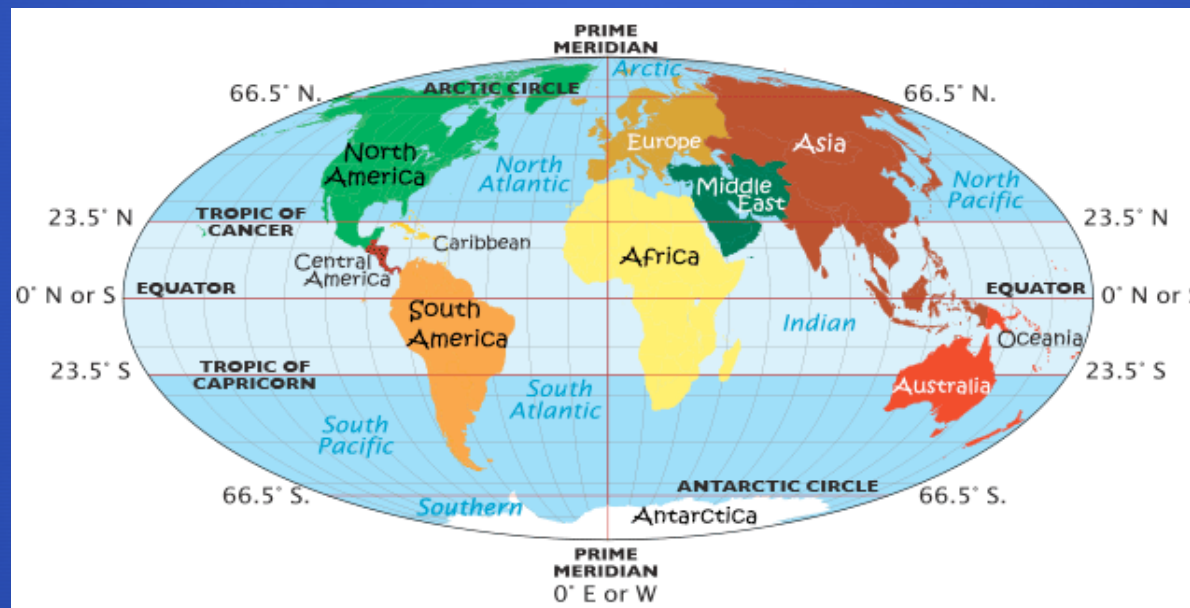 PRIME
MERIDIAN
Arctic
66.5° N.
ARCTIC CIRCLE
66.5° N.
North
America
North
Atlantic
Europe
Asia
Middle
East
North
Pacific
23.5° N
TROPIC OF
CANCER
23.5° N
Caribbean
Central
America
Africa
0° N or S
EQUATOR
EQUATOR
0° N or S
South
America
Indian
Oceania
23.5° S
TROPIC OF
CAPRICORN
23.5° S
South
Atlantic
Australia
South
Pacific
66.5° S.
Southern
ANTARCTIC CIRCLE
66.5° S.
Antarctica
PRIME
MERIDIAN
0° E or W